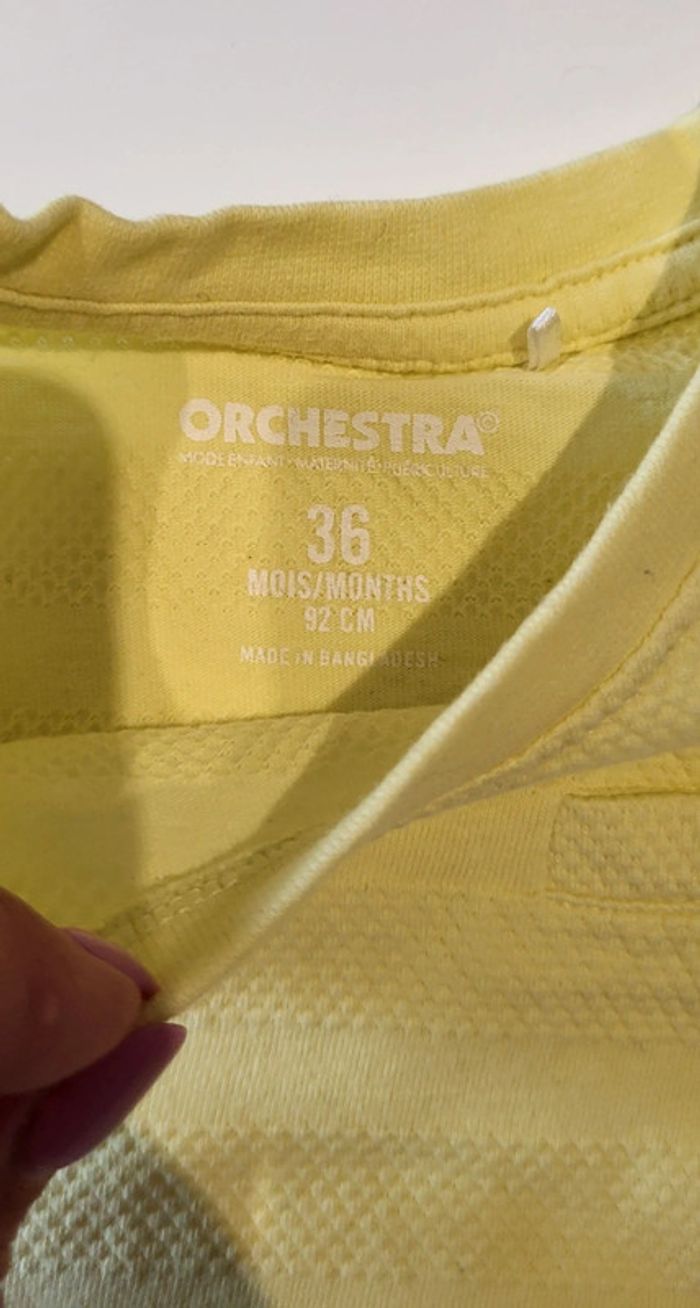 ORCHESTRA©
MODE ENFANT • MATERNITÉ • PUÉRICULTURE
36
MOIS/MONTHS
92 CM
MADE IN BANGLADESH